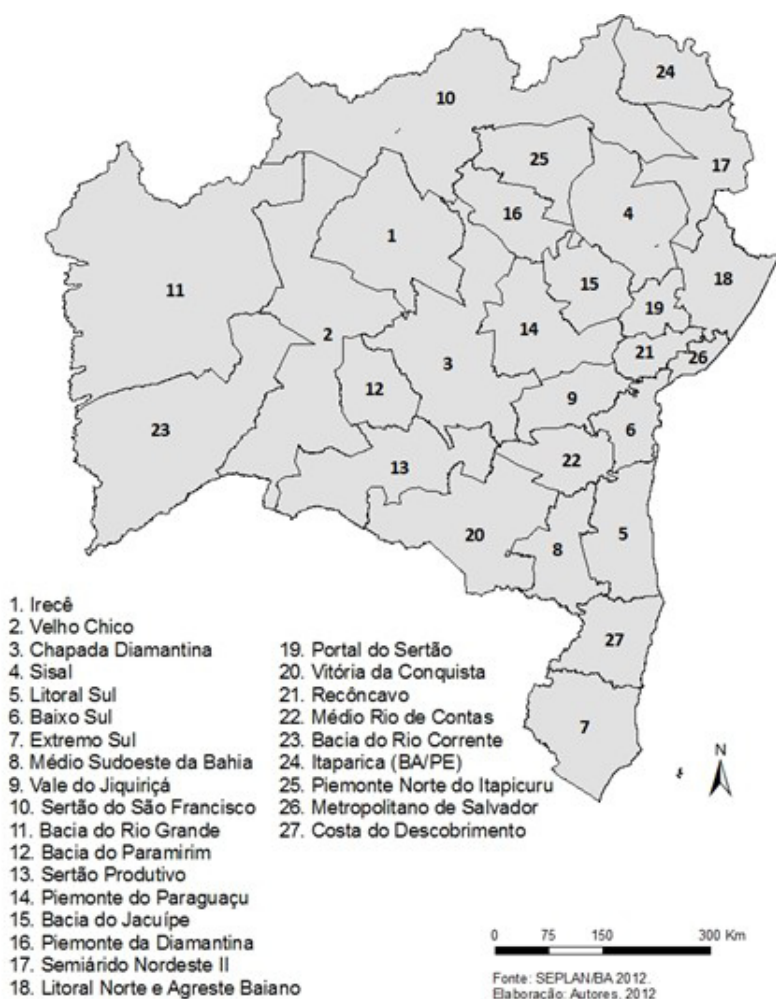 24
10
17
25
16
4
1
18
11
15
19
14
2
21
26
3
12
9
6
23
22
13
20
5
8
27
7
N
1. Irecê
2. Velho Chico
3. Chapada Diamantina
4. Sisal
5. Litoral Sul
6. Baixo Sul
7. Extremo Sul
8. Médio Sudoeste da Bahia
9. Vale do Jiquiriçá
10. Sertão do São Francisco
11. Bacia do Rio Grande
12. Bacia do Paramirim
13. Sertão Produtivo
14. Piemonte do Paraguaçu
15. Bacia do Jacuípe
16. Piemonte da Diamantina
17. Semiárido Nordeste II
18. Litoral Norte e Agreste Baiano
19. Portal do Sertão
20. Vitória da Conquista
21. Recôncavo
22. Médio Rio de Contas
23. Bacia do Rio Corrente
24. Itaparica (BA/PE)
25. Piemonte Norte do Itapicuru
26. Metropolitano de Salvador
27. Costa do Descobrimento
0 75 150 300 Km
Fonte: SEPLAN/BA 2012.
Elaboração: Autores, 2012